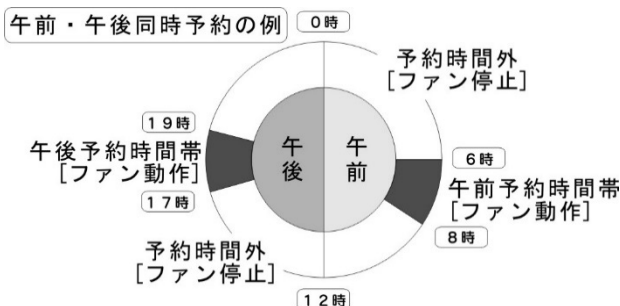 午前・午後同時予約の例
0時
予約時間外
[ファン停止]
19時
午後予約時間帯
[ファン動作]
17時
午後
午前
6時
午前予約時間帯
[ファン動作]
8時
予約時間外
[ファン停止]
12時